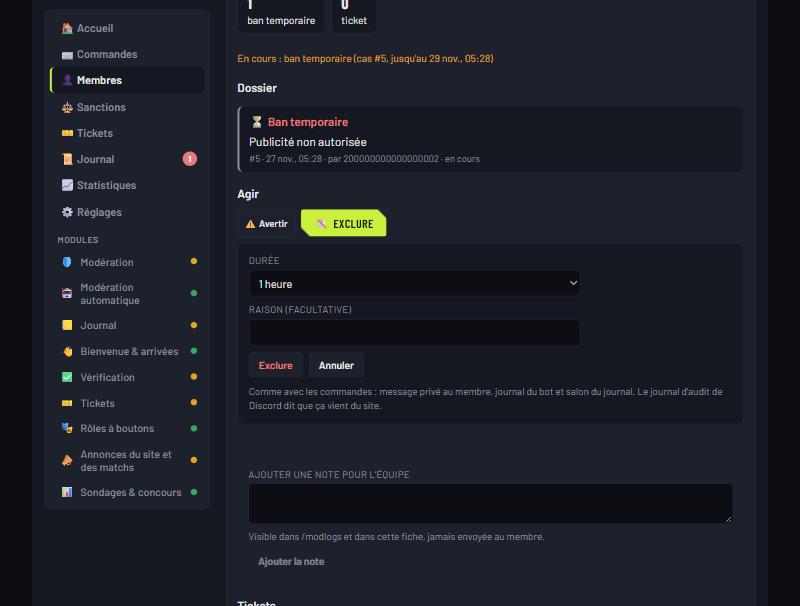 Accueil
Commandes
Membres
Sanctions
Tickets
Journal 1
Statistiques
Réglages
MODULES
Modération
Modération
automatique
Journal
Bienvenue & arrivées
Vérification
Tickets
Rôles à boutons
Annonces du site et
des matchs
Sondages & concours
ban temporaire
ticket
En cours : ban temporaire (cas #5, jusqu'au 29 nov., 05:28)
Dossier
Ban temporaire
Publicité non autorisée
#5 · 27 nov., 05:28 · par 200000000000000002 · en cours
Agir
Avertir
EXCLURE
DURÉE
1 heure
RAISON (FACULTATIVE)
Exclure
Annuler
Comme avec les commandes : message privé au membre, journal du bot et salon du journal. Le journal d'audit de
Discord dit que ça vient du site.
AJOUTER UNE NOTE POUR L'ÉQUIPE
Visible dans /modlogs et dans cette fiche, jamais envoyée au membre.
Ajouter la note
Tickets